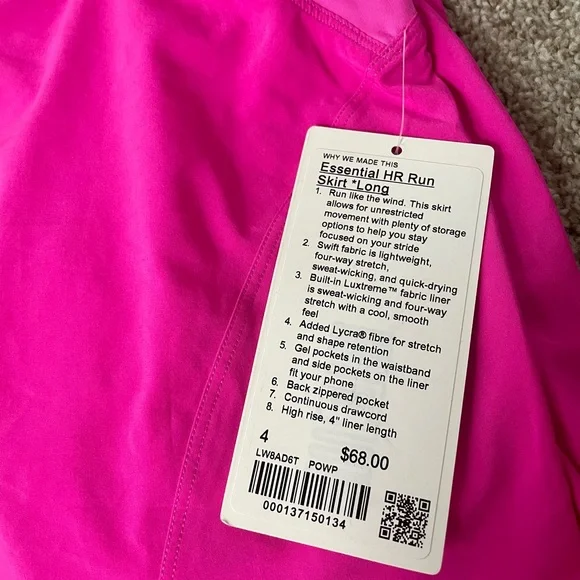 WHY WE MADE THIS
Essential HR Run
Skirt *Long
1. Run like the wind. This skirt
allows for unrestricted
movement with plenty of storage
options to help you stay
focused on your stride
2. Swift fabric is lightweight,
four-way stretch,
sweat-wicking, and quick-drying
3. Built-in Luxtreme™ fabric liner
is sweat-wicking and four-way
stretch with a cool, smooth
feel
4. Added Lycra® fibre for stretch
and shape retention
5. Gel pockets in the waistband
and side pockets on the liner
fit your phone
6. Back zippered pocket
7. Continuous drawcord
8. High rise, 4" liner length
4 $68.00
LW8AD6T POWP
000137150134